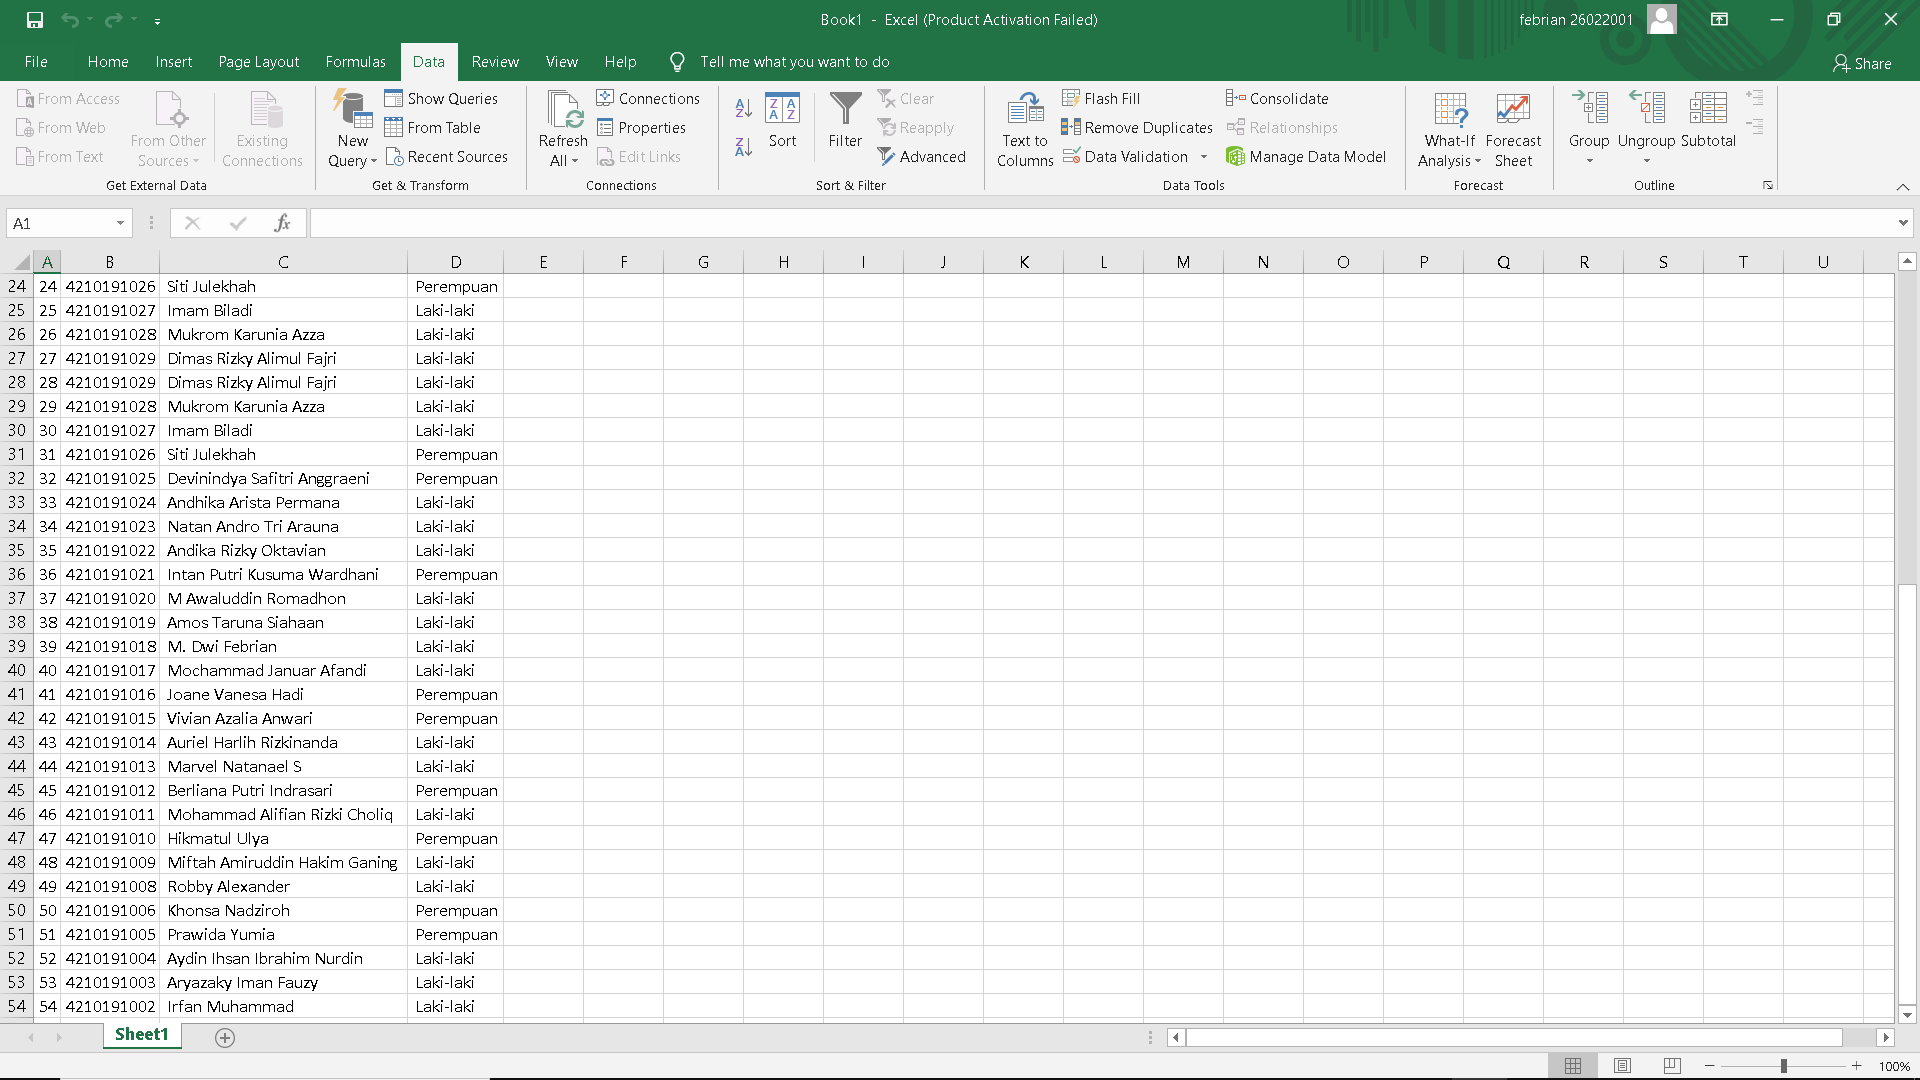 Book1 - Excel (Product Activation Failed)
febrian 26022001
File Home Insert Page Layout Formulas Data Review View Help Tell me what you want to do
Share
From Access
From Web
From Text
From Other Sources
Existing Connections
Get External Data
New Query
Show Queries
From Table
Recent Sources
Get & Transform
Refresh All
Connections
Properties
Edit Links
Connections
Sort
Filter
Clear
Reapply
Advanced
Sort & Filter
Text to Columns
Flash Fill
Remove Duplicates
Data Validation
Consolidate
Relationships
Manage Data Model
Data Tools
What-If Analysis
Forecast Sheet
Forecast
Group
Ungroup
Subtotal
Outline
A1
fx
A B C D E F G H I J K L M N O P Q R S T U
24 24 4210191026 Siti Julekhah Perempuan
25 25 4210191027 Imam Biladi Laki-laki
26 26 4210191028 Mukrom Karunia Azza Laki-laki
27 27 4210191029 Dimas Rizky Alimul Fajri Laki-laki
28 28 4210191029 Dimas Rizky Alimul Fajri Laki-laki
29 29 4210191028 Mukrom Karunia Azza Laki-laki
30 30 4210191027 Imam Biladi Laki-laki
31 31 4210191026 Siti Julekhah Perempuan
32 32 4210191025 Devinindya Safitri Anggraeni Perempuan
33 33 4210191024 Andhika Arista Permana Laki-laki
34 34 4210191023 Natan Andro Tri Arauna Laki-laki
35 35 4210191022 Andika Rizky Oktavian Laki-laki
36 36 4210191021 Intan Putri Kusuma Wardhani Perempuan
37 37 4210191020 M Awaluddin Romadhon Laki-laki
38 38 4210191019 Amos Taruna Siahaan Laki-laki
39 39 4210191018 M. Dwi Febrian Laki-laki
40 40 4210191017 Mochammad Januar Afandi Laki-laki
41 41 4210191016 Joane Vanesa Hadi Perempuan
42 42 4210191015 Vivian Azalia Anwari Perempuan
43 43 4210191014 Auriel Harlih Rizkinanda Laki-laki
44 44 4210191013 Marvel Natanael S Laki-laki
45 45 4210191012 Berliana Putri Indrasari Perempuan
46 46 4210191011 Mohammad Alifian Rizki Choliq Laki-laki
47 47 4210191010 Hikmatul Ulya Perempuan
48 48 4210191009 Miftah Amiruddin Hakim Ganing Laki-laki
49 49 4210191008 Robby Alexander Laki-laki
50 50 4210191006 Khonsa Nadziroh Perempuan
51 51 4210191005 Prawida Yumia Perempuan
52 52 4210191004 Aydin Ihsan Ibrahim Nurdin Laki-laki
53 53 4210191003 Aryazaky Iman Fauzy Laki-laki
54 54 4210191002 Irfan Muhammad Laki-laki
Sheet1
100%